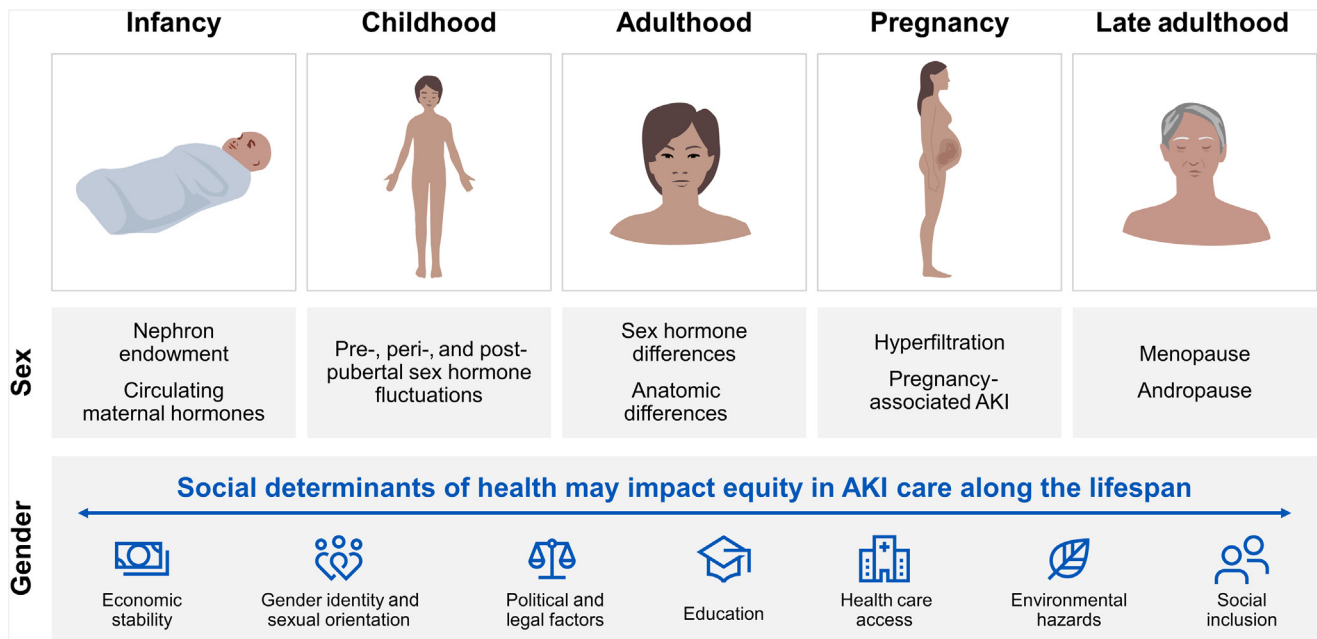 Infancy
Childhood
Adulthood
Pregnancy
Late adulthood
Sex
Nephron
endowment
Circulating
maternal hormones
Pre-, peri-, and post-
pubertal sex hormone
fluctuations
Sex hormone
differences
Anatomic
differences
Hyperfiltration
Pregnancy-
associated AKI
Menopause
Andropause
Gender
Social determinants of health may impact equity in AKI care along the lifespan
Economic
stability
Gender identity and
sexual orientation
Political and
legal factors
Education
Health care
access
Environmental
hazards
Social
inclusion